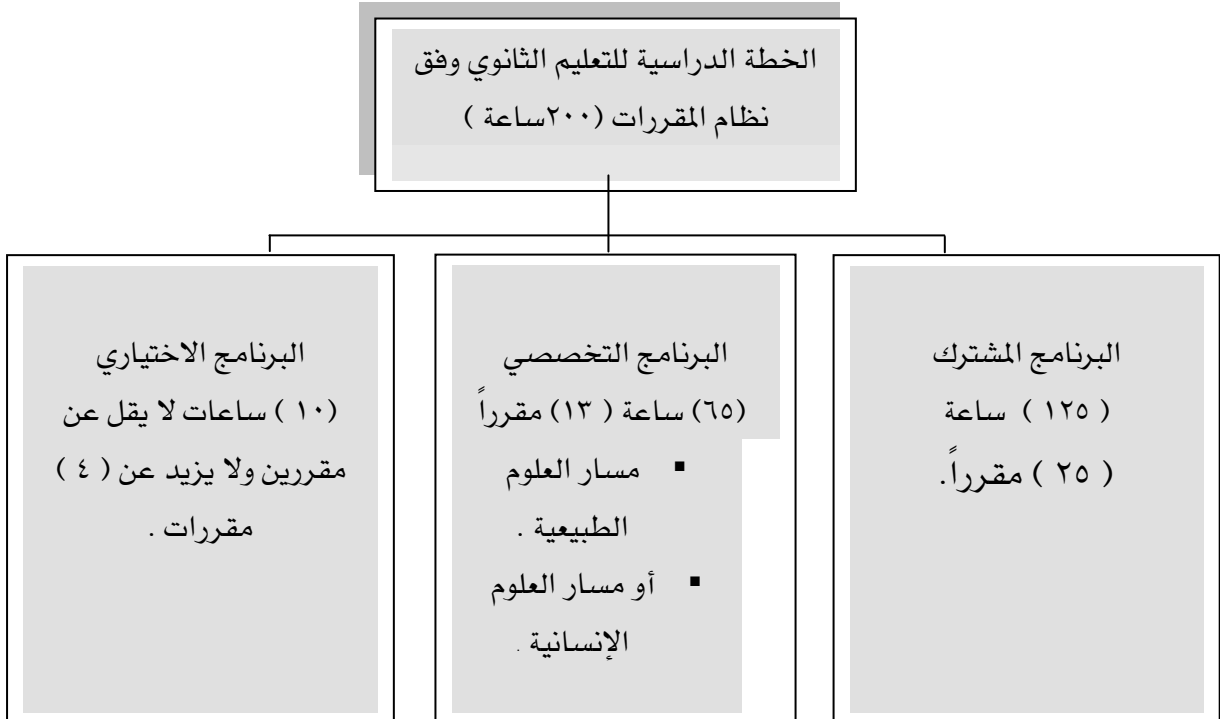 الخطة الدراسية للتعليم الثانوي وفق
نظام المقررات (٢٠٠ساعة )
البرنامج المشترك
( ١٢٥ ) ساعة
( ٢٥ ) مقرراً.
البرنامج التخصصي
(٦٥) ساعة ( ١٣) مقرراً
▪ مسار العلوم
الطبيعية .
▪ أو مسار العلوم
الإنسانية .
البرنامج الاختياري
(١٠ ) ساعات لا يقل عن
مقررين ولا يزيد عن ( ٤ )
مقررات .